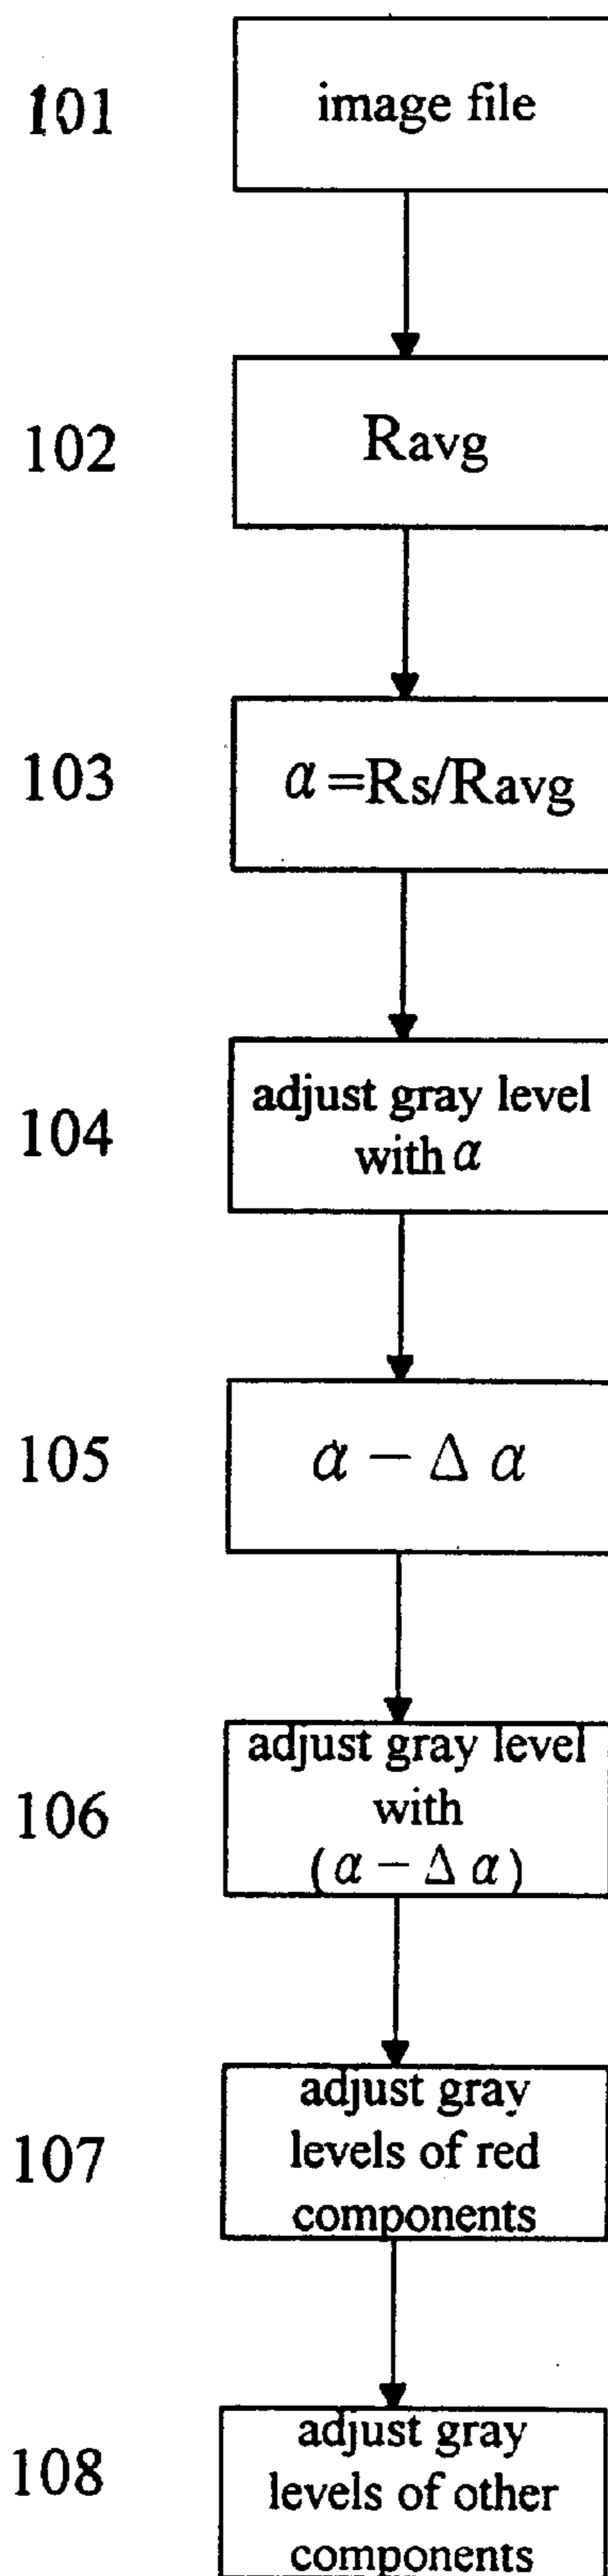 101
image file
102
Ravg
103
α=Rs/Ravg
104
adjust gray level
with α
105
α − Δ α
106
adjust gray level
with
(α − Δ α)
107
adjust gray
levels of red
components
108
adjust gray
levels of other
components